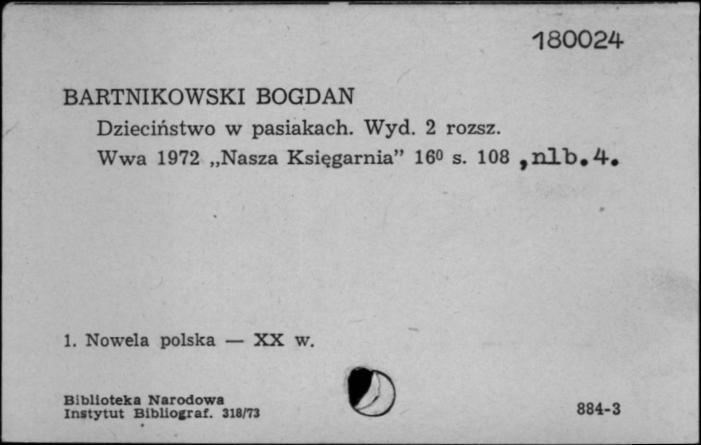 180024
BARTNIKOWSKI BOGDAN
Dzieciństwo w pasiakach. Wyd. 2 rozsz.
Wwa 1972 „Nasza Księgarnia” 16⁰ s. 108 ,nlb.4.
1. Nowela polska — XX w.
Biblioteka Narodowa
Instytut Bibliograf. 318/73
884-3